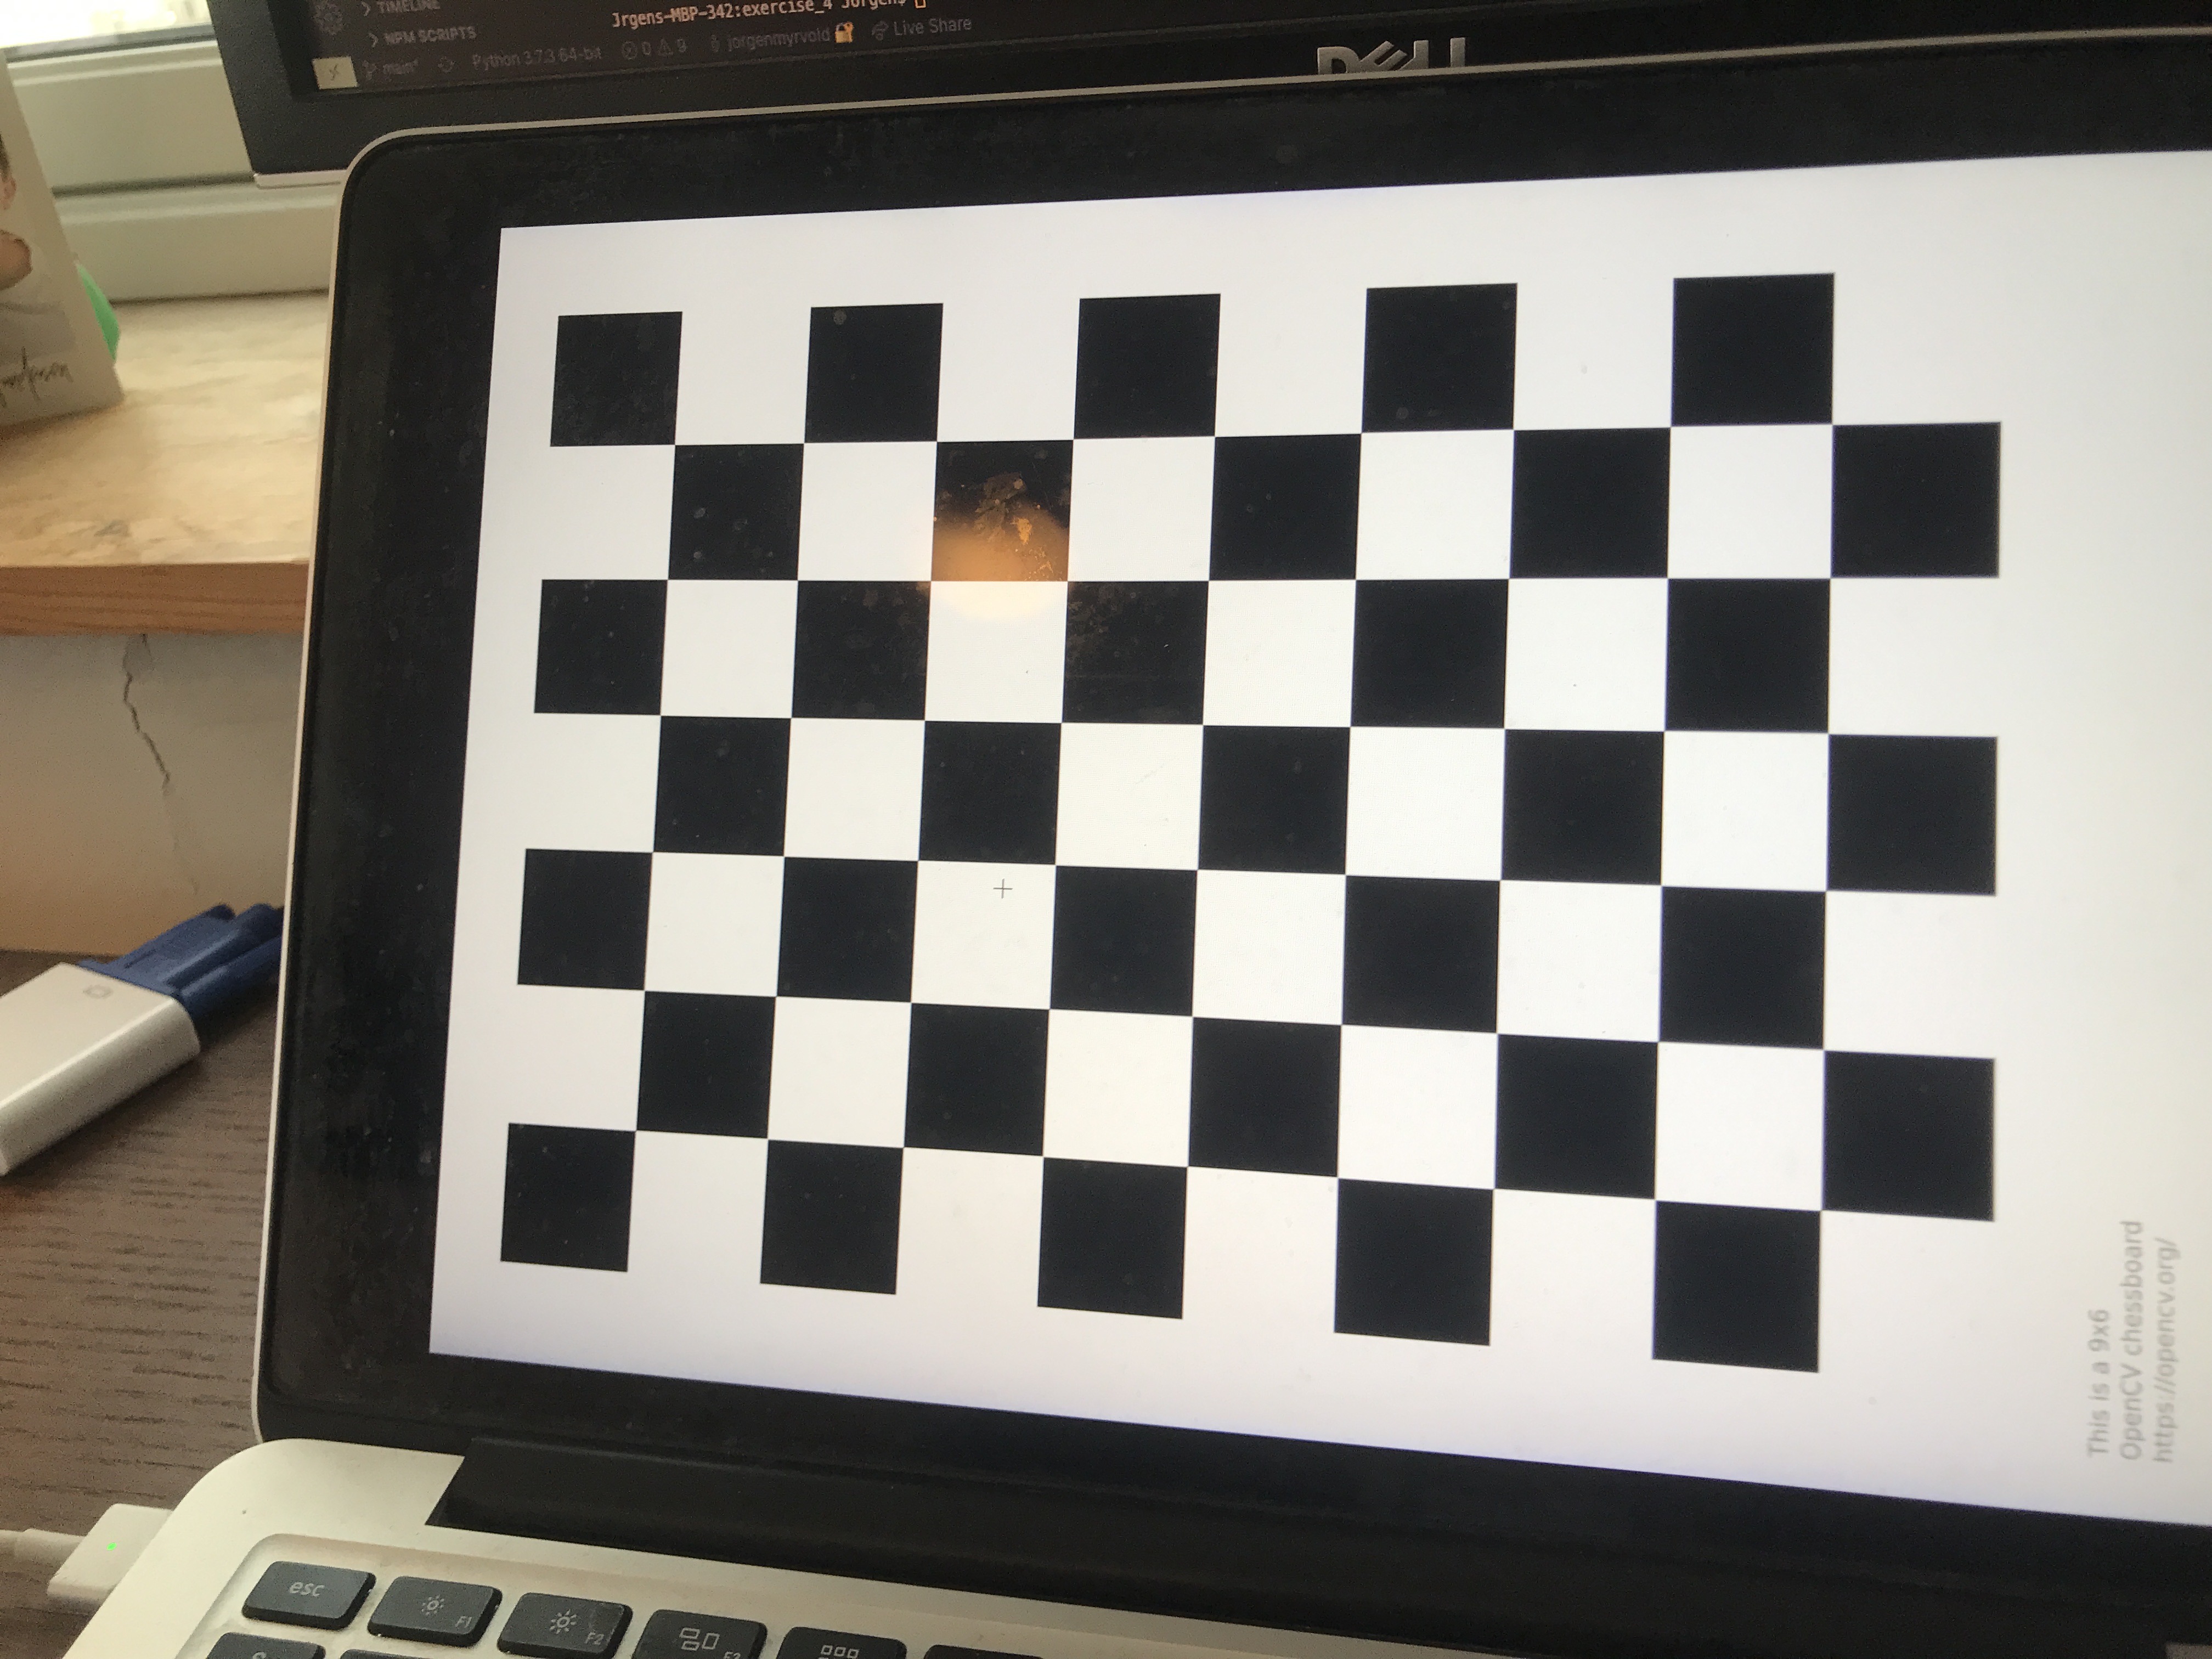 TIMELINE
NPM SCRIPTS
Jrgens-MBP-342:exercise_4 Jorgen$
main* Python 3.7.3 64-bit 0 9 jorgenmyrvold Live Share
DELL
This is a 9x6
OpenCV chessboard
https://opencv.org/
esc
F1
F2
F3